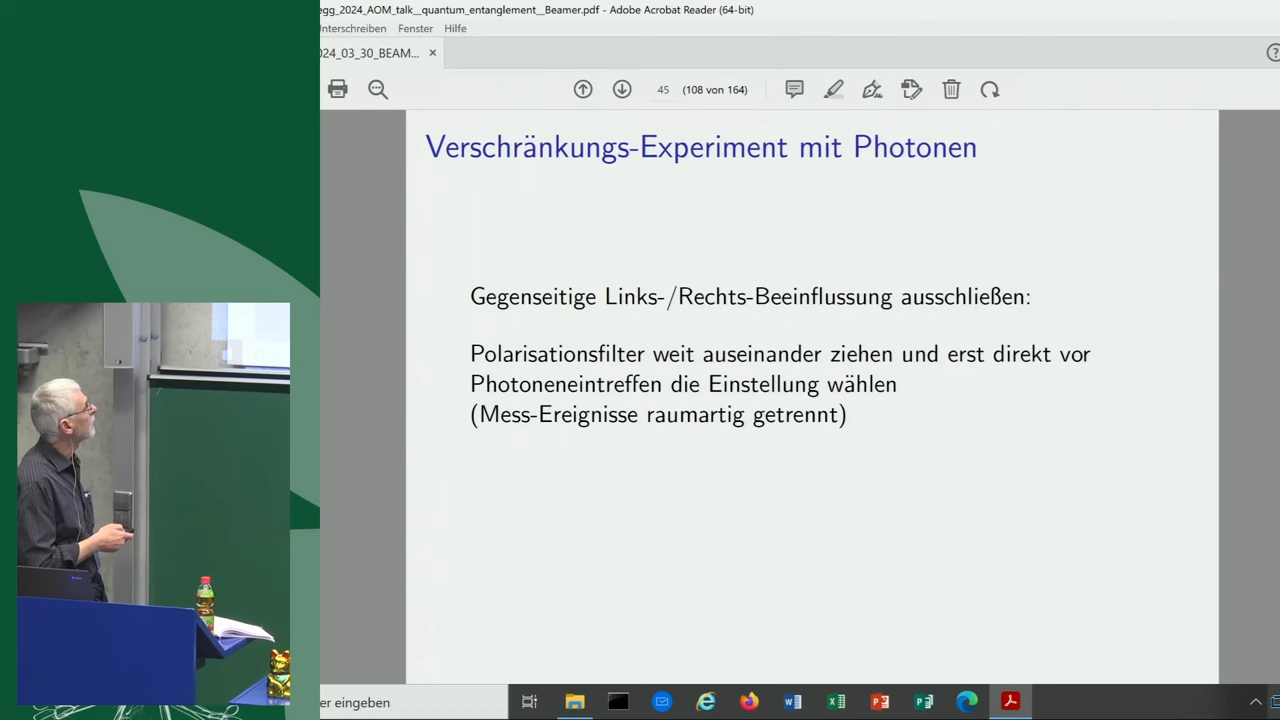 egg_2024_AOM_talk__quantum_entanglement__Beamer.pdf - Adobe Acrobat Reader (64-bit)
Unterschreiben Fenster Hilfe
024_03_30_BEAM... ×
45 (108 von 164)
Verschränkungs-Experiment mit Photonen
Gegenseitige Links-/Rechts-Beeinflussung ausschließen:
Polarisationsfilter weit auseinander ziehen und erst direkt vor
Photoneneintreffen die Einstellung wählen
(Mess-Ereignisse raumartig getrennt)
er eingeben